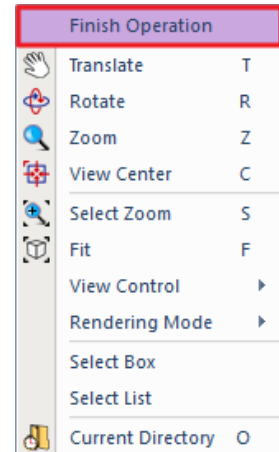 Finish Operation
Translate T
Rotate R
Zoom Z
View Center C
Select Zoom S
Fit F
View Control
Rendering Mode
Select Box
Select List
Current Directory O